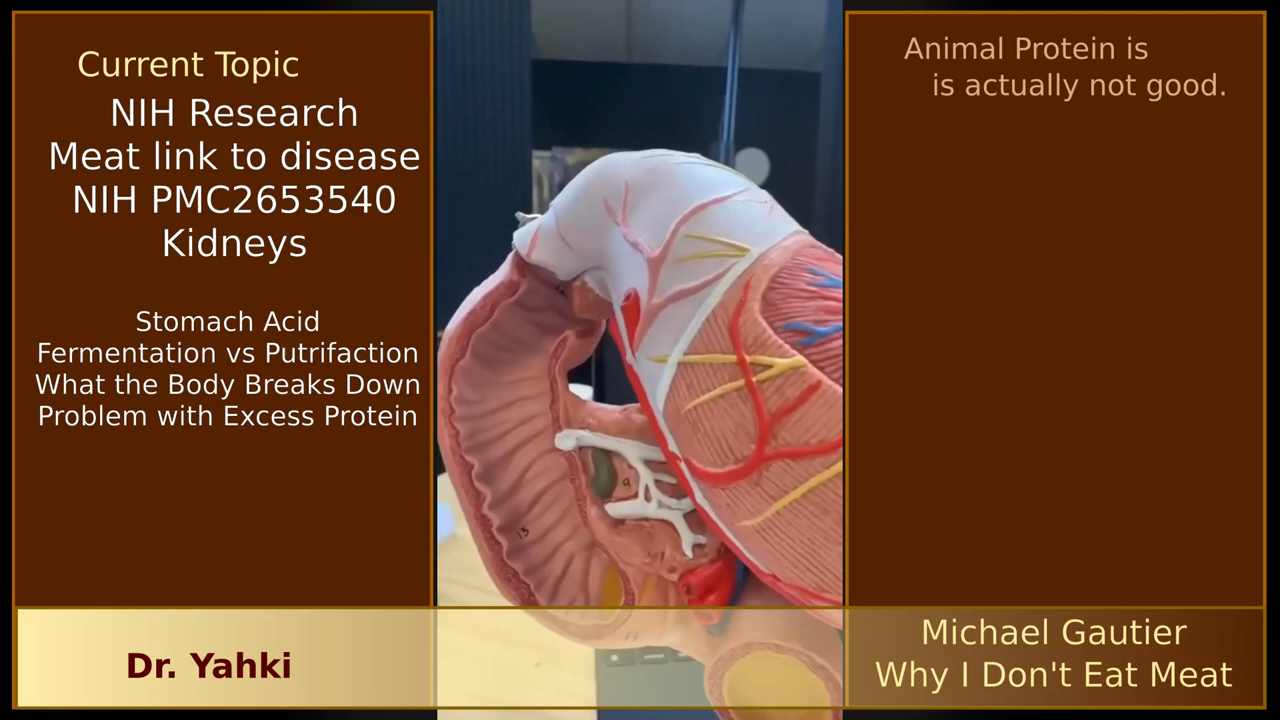 Current Topic
NIH Research
Meat link to disease
NIH PMC2653540
Kidneys
Stomach Acid
Fermentation vs Putrifaction
What the Body Breaks Down
Problem with Excess Protein
Dr. Yahki
Animal Protein is
is actually not good.
Michael Gautier
Why I Don't Eat Meat
9
13